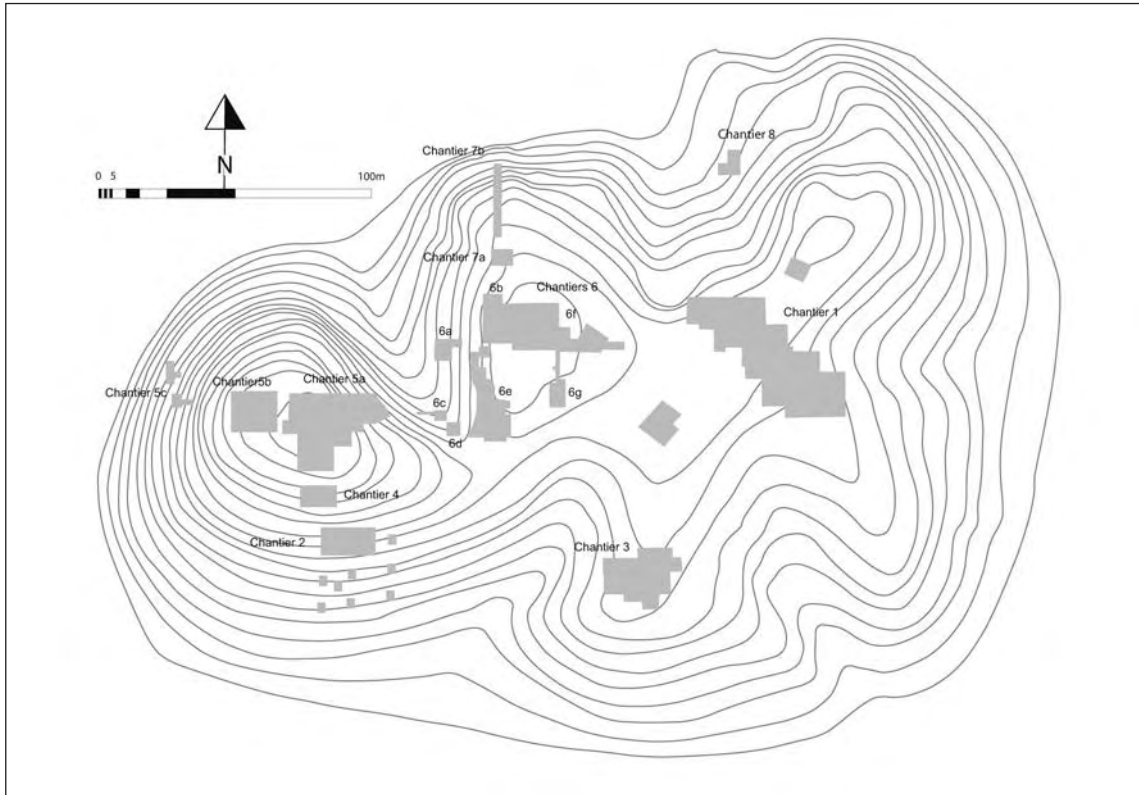 Chantier 8
Chantier 7b
N
0 5
100m
Chantier 7a
6b
Chantiers 6
6f
Chantier 1
6a
Chantier5b
Chantier 5a
Chantier 5c
6c
6e
6g
6d
Chantier 4
Chantier 2
Chantier 3